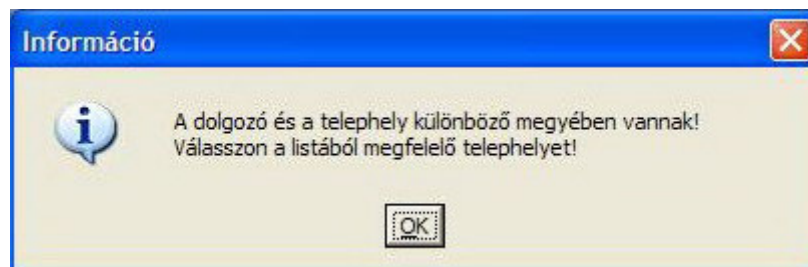 Információ
A dolgozó és a telephely különböző megyében vannak!
Válasszon a listából megfelelő telephelyet!
OK